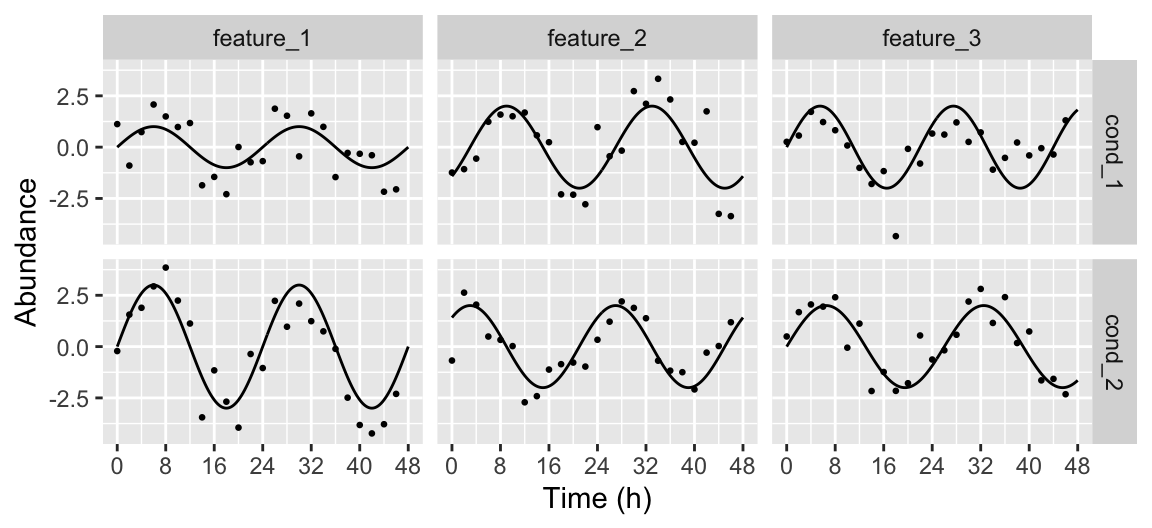 feature_1 feature_2 feature_3
2.5
0.0
-2.5
cond_1
Abundance
2.5
0.0
-2.5
cond_2
0 8 16 24 32 40 48 0 8 16 24 32 40 48 0 8 16 24 32 40 48
Time (h)